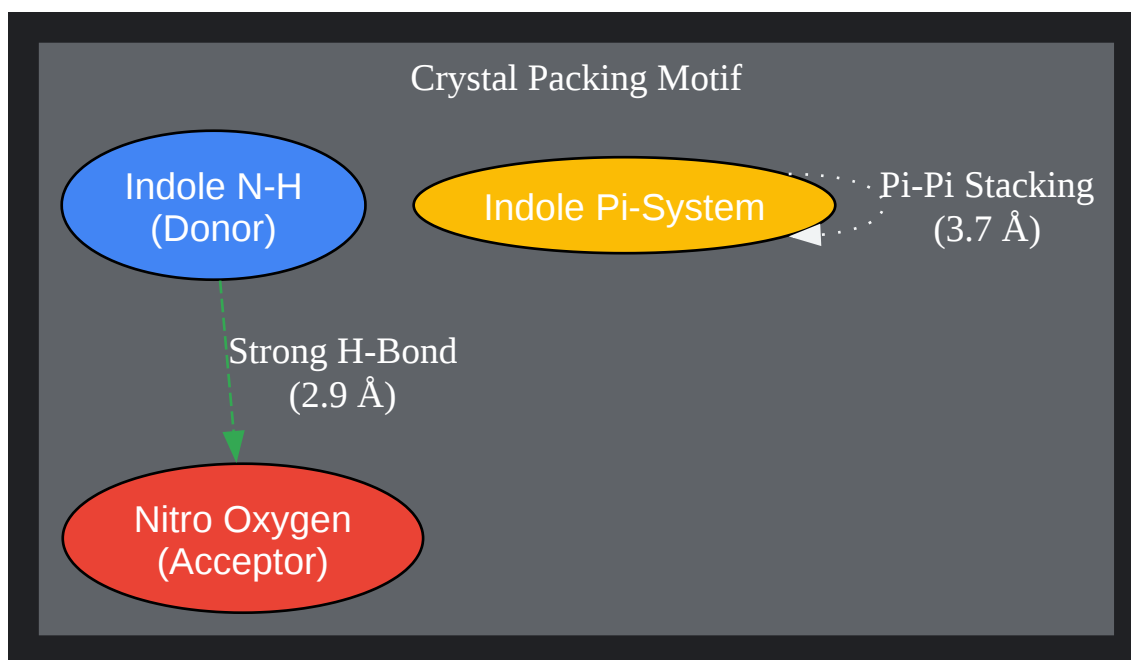 Crystal Packing Motif
Indole N-H
(Donor)
Indole Pi-System
Pi-Pi Stacking
(3.7 Å)
Strong H-Bond
(2.9 Å)
Nitro Oxygen
(Acceptor)